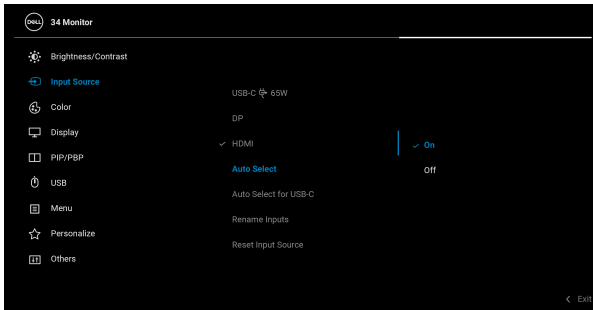 DELL
34 Monitor
Brightness/Contrast
Input Source
Color
Display
PIP/PBP
USB
Menu
Personalize
Others
USB-C 65W
DP
HDMI
Auto Select
Auto Select for USB-C
Rename Inputs
Reset Input Source
On
Off
Exit